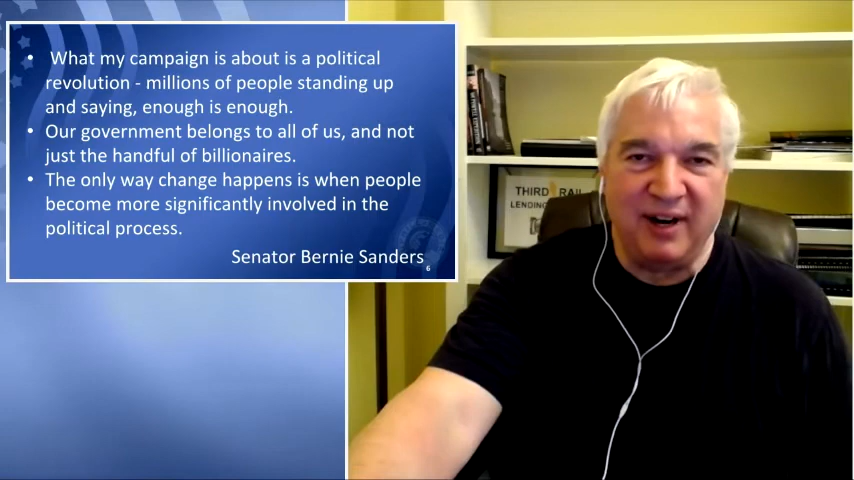 • What my campaign is about is a political
revolution - millions of people standing up
and saying, enough is enough.
• Our government belongs to all of us, and not
just the handful of billionaires.
• The only way change happens is when people
become more significantly involved in the
political process.
Senator Bernie Sanders
6
THIRD RAIL
LENDING